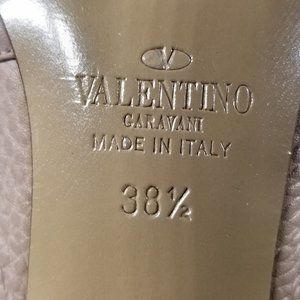 VALENTINO
GARAVANI
MADE IN ITALY
38½